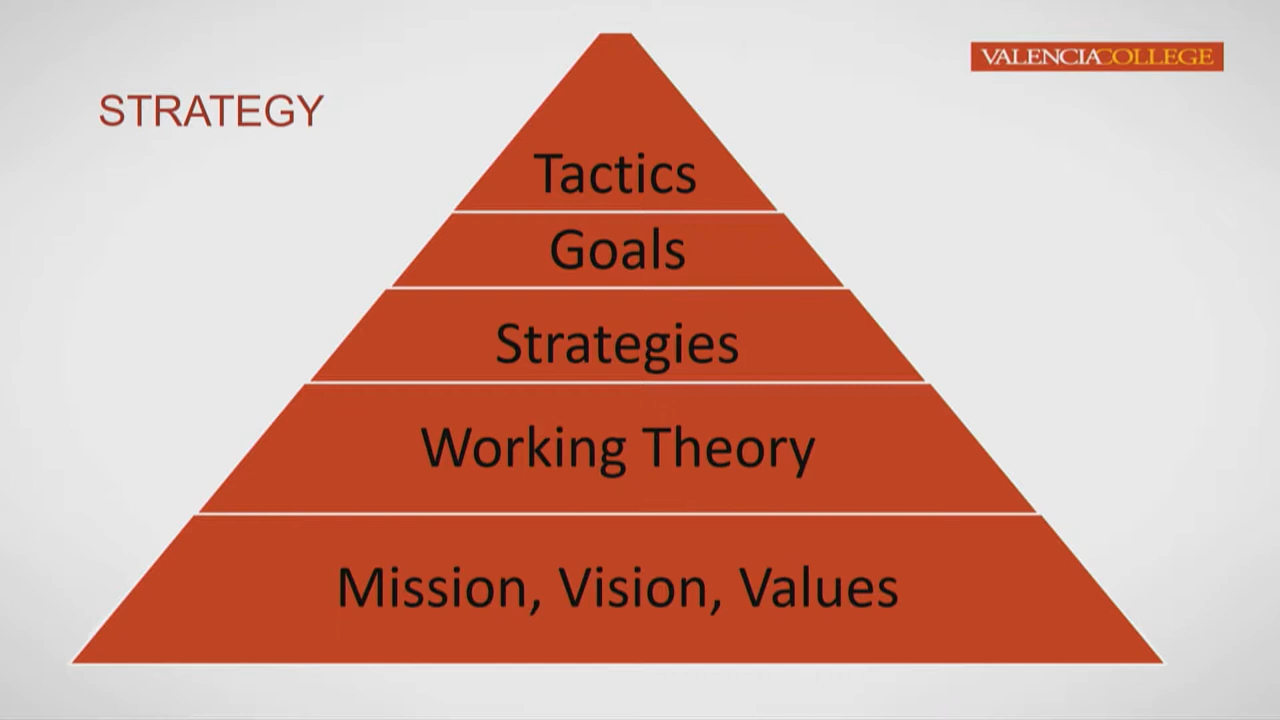 VALENCIACOLLEGE
STRATEGY
Tactics
Goals
Strategies
Working Theory
Mission, Vision, Values